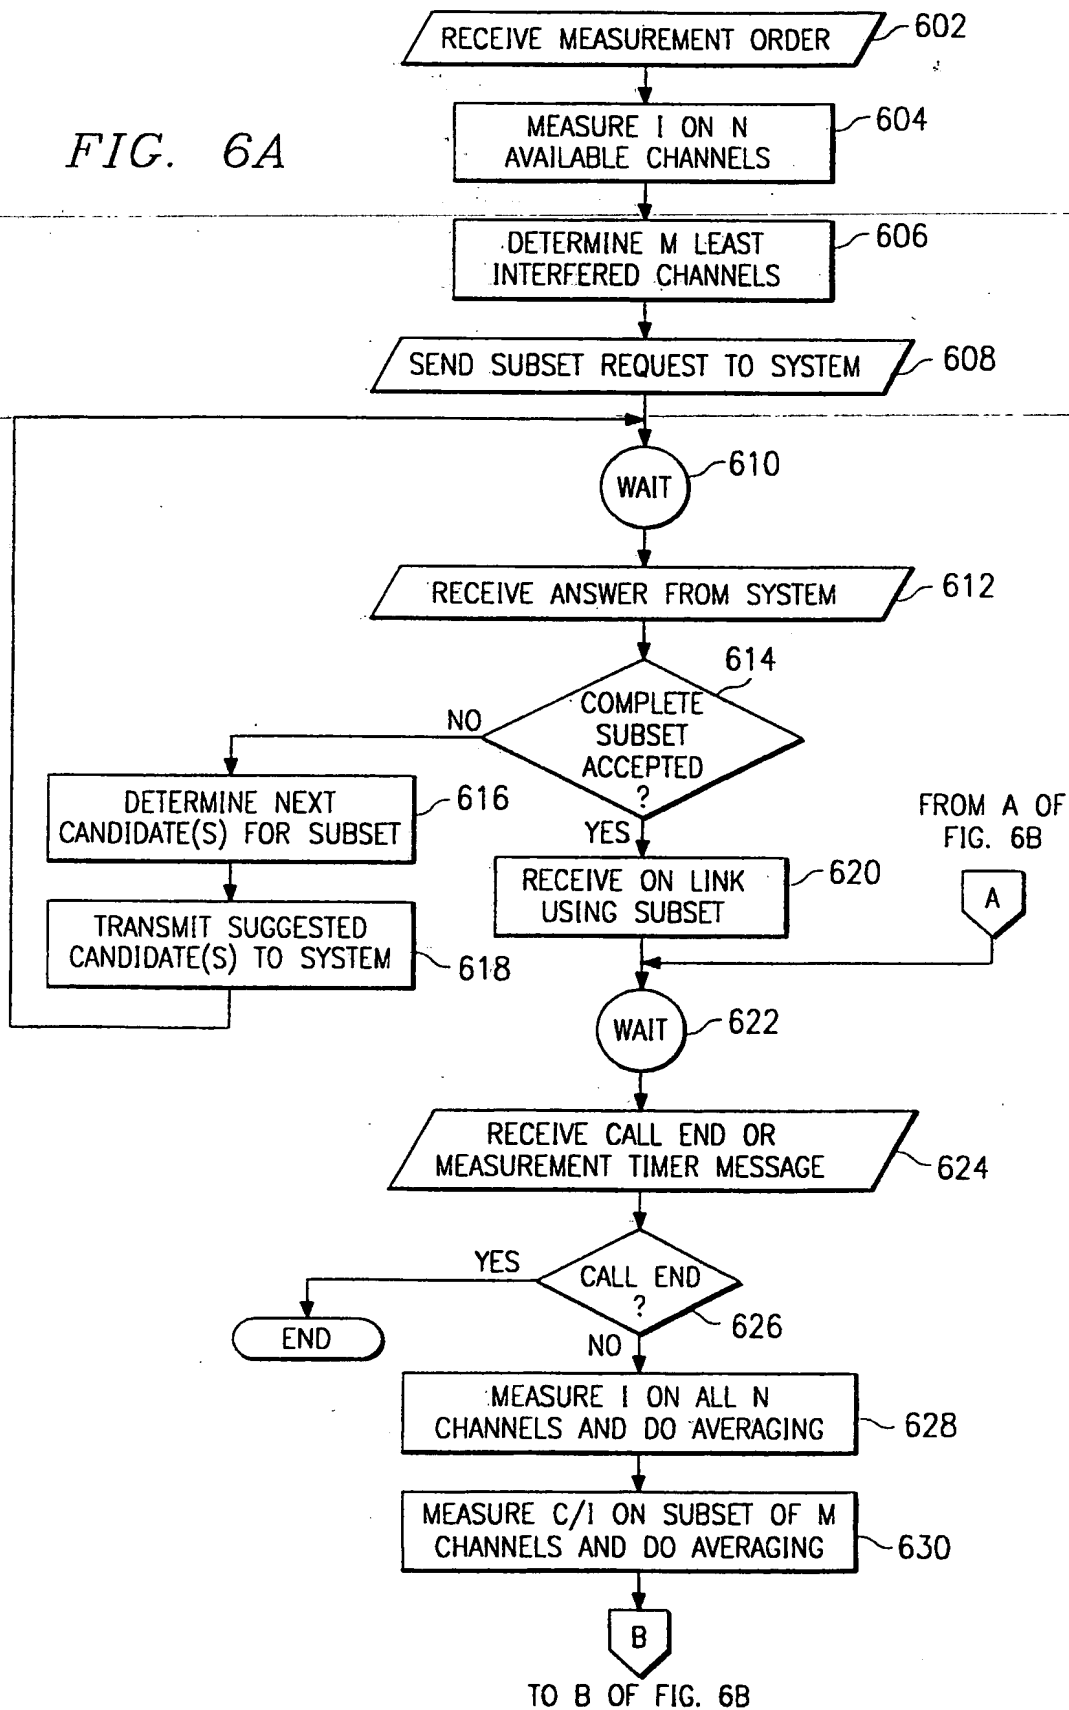 RECEIVE MEASUREMENT ORDER
602
FIG. 6A
MEASURE I ON N
AVAILABLE CHANNELS
604
DETERMINE M LEAST
INTERFERED CHANNELS
606
SEND SUBSET REQUEST TO SYSTEM
608
WAIT
610
RECEIVE ANSWER FROM SYSTEM
612
614
COMPLETE
SUBSET
ACCEPTED
?
NO
YES
DETERMINE NEXT
CANDIDATE(S) FOR SUBSET
616
TRANSMIT SUGGESTED
CANDIDATE(S) TO SYSTEM
618
RECEIVE ON LINK
USING SUBSET
620
FROM A OF
FIG. 6B
A
WAIT
622
RECEIVE CALL END OR
MEASUREMENT TIMER MESSAGE
624
CALL END
?
626
YES
END
NO
MEASURE I ON ALL N
CHANNELS AND DO AVERAGING
628
MEASURE C/I ON SUBSET OF M
CHANNELS AND DO AVERAGING
630
B
TO B OF FIG. 6B